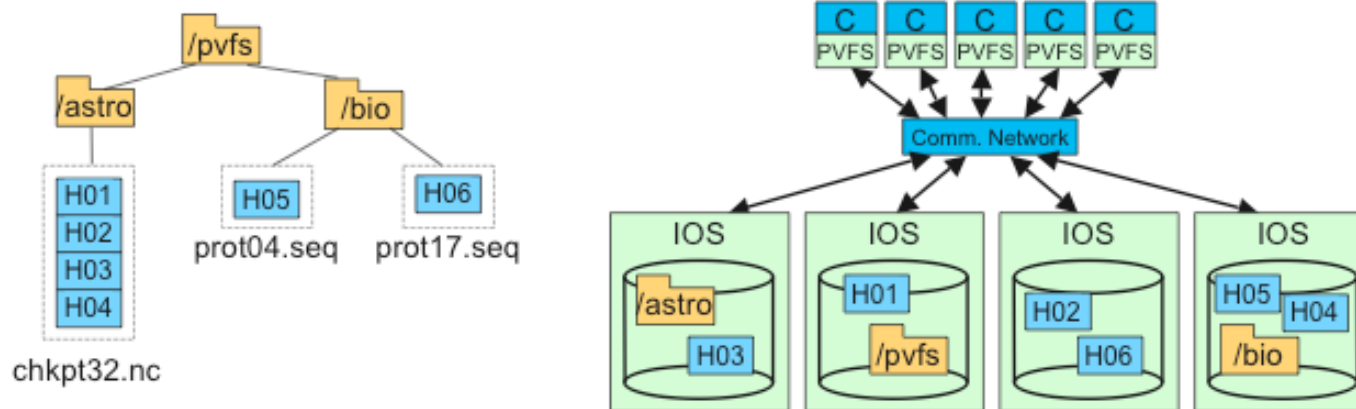 /pvfs
/astro
/bio
H01
H02
H03
H04
H05
H06
prot04.seq
prot17.seq
chkpt32.nc
C C C C C
PVFS PVFS PVFS PVFS PVFS
Comm. Network
IOS IOS IOS IOS
/astro
H03
H01
/pvfs
H02
H06
H05
H04
/bio